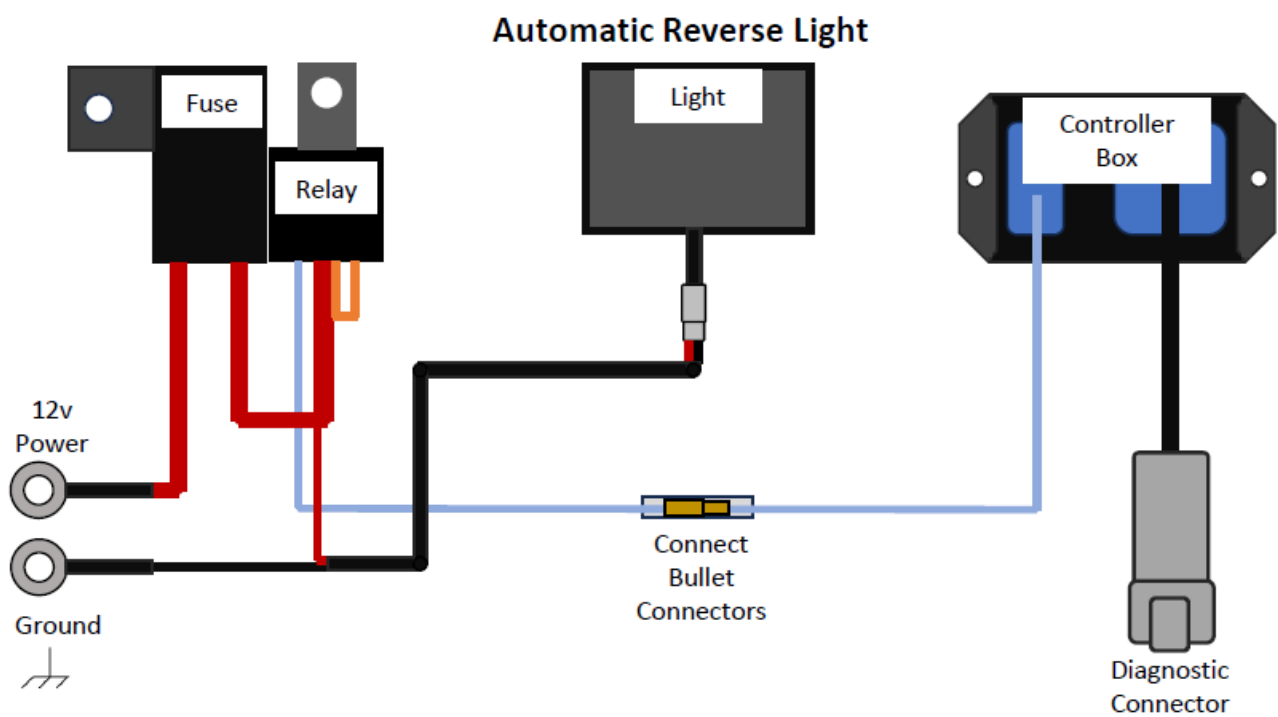 Automatic Reverse Light
Fuse
Relay
Light
Controller
Box
12v
Power
Ground
Connect
Bullet
Connectors
Diagnostic
Connector